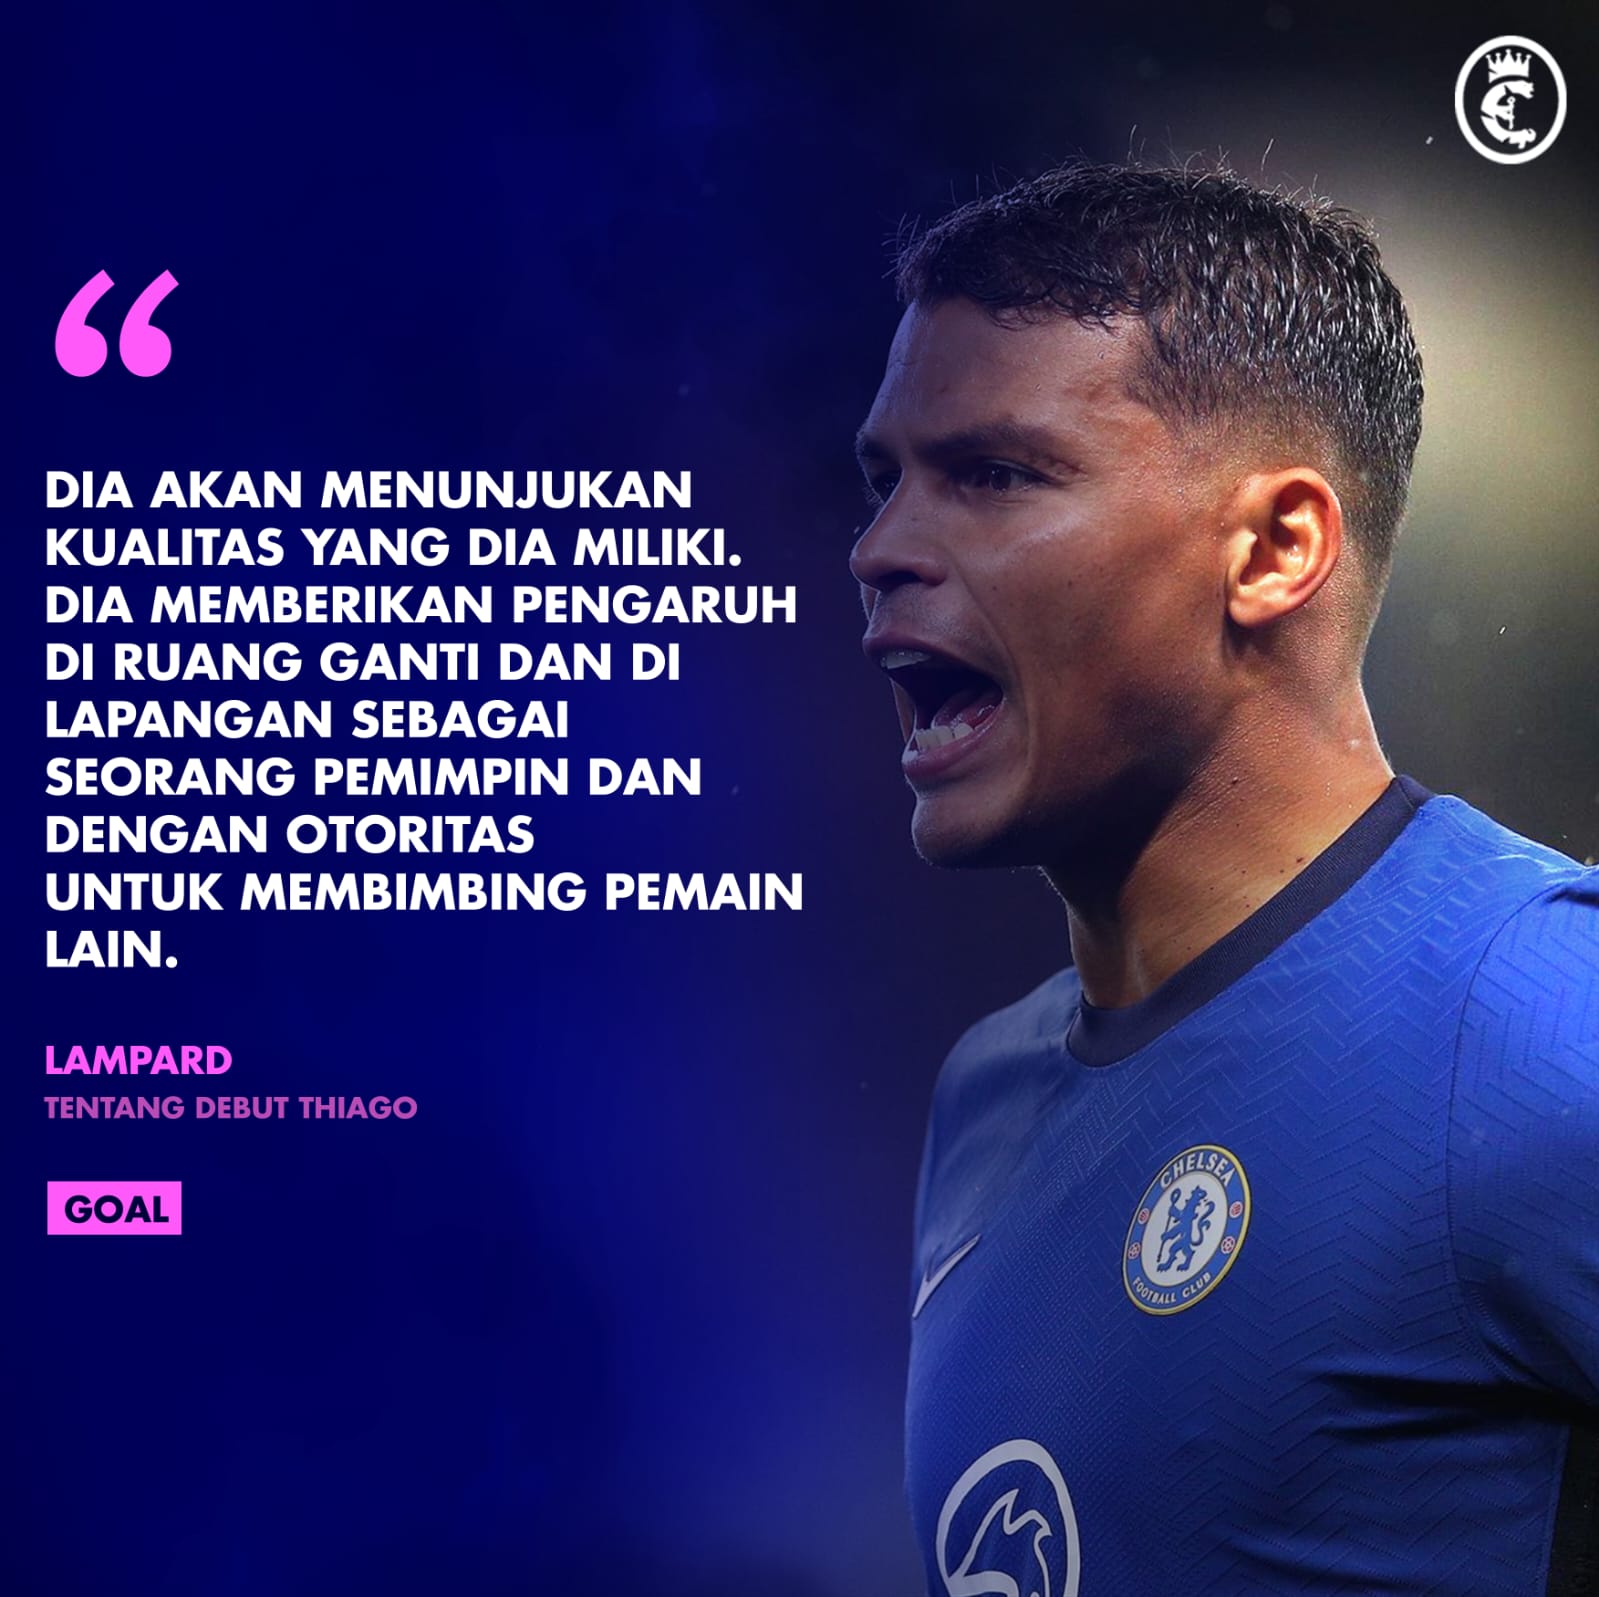 “
DIA AKAN MENUNJUKAN
KUALITAS YANG DIA MILIKI.
DIA MEMBERIKAN PENGARUH
DI RUANG GANTI DAN DI
LAPANGAN SEBAGAI
SEORANG PEMIMPIN DAN
DENGAN OTORITAS
UNTUK MEMBIMBING PEMAIN
LAIN.
LAMPARD
TENTANG DEBUT THIAGO
GOAL
CHELSEA
FOOTBALL CLUB